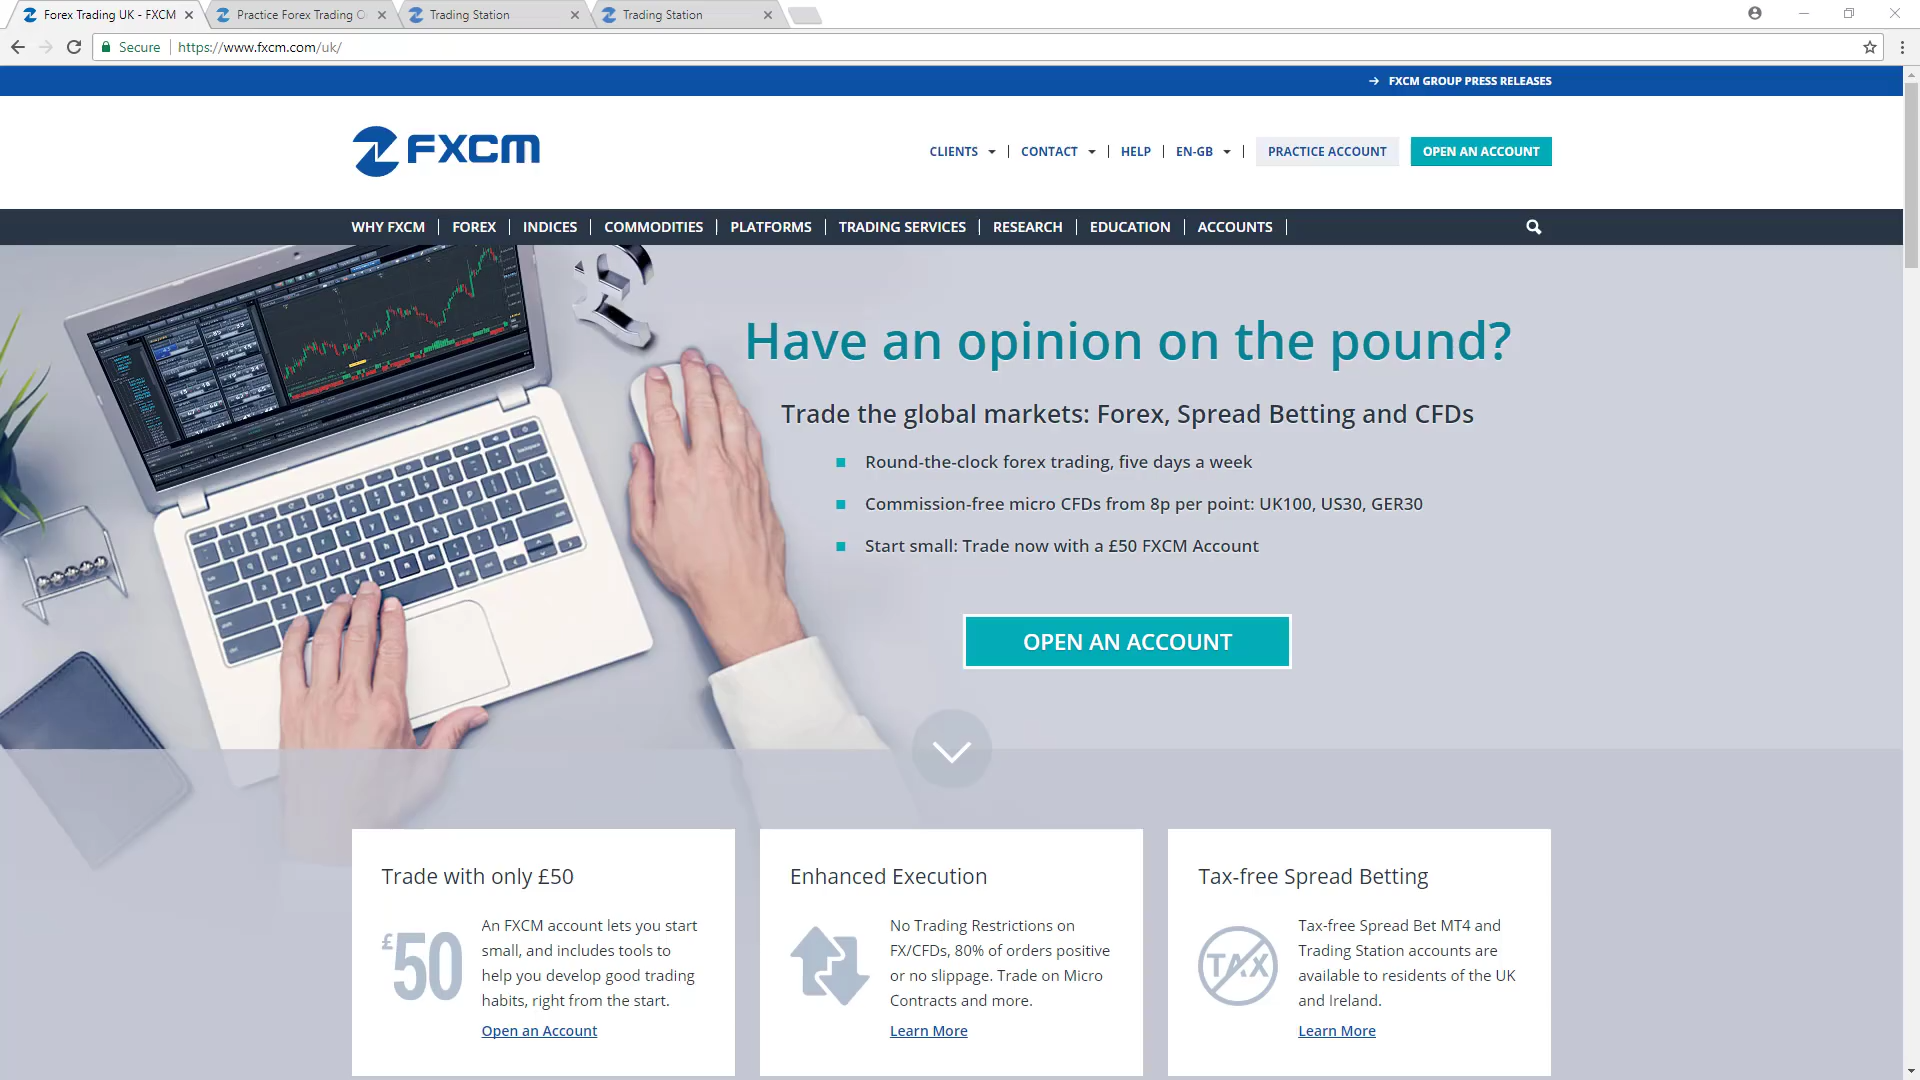 Forex Trading UK - FXCM
Practice Forex Trading
Trading Station
Trading Station
Secure
https://www.fxcm.com/uk/
FXCM GROUP PRESS RELEASES
FXCM
CLIENTS
CONTACT
HELP
EN-GB
PRACTICE ACCOUNT
OPEN AN ACCOUNT
WHY FXCM
FOREX
INDICES
COMMODITIES
PLATFORMS
TRADING SERVICES
RESEARCH
EDUCATION
ACCOUNTS
Have an opinion on the pound?
Trade the global markets: Forex, Spread Betting and CFDs
Round-the-clock forex trading, five days a week
Commission-free micro CFDs from 8p per point: UK100, US30, GER30
Start small: Trade now with a £50 FXCM Account
OPEN AN ACCOUNT
Trade with only £50
£50
An FXCM account lets you start
small, and includes tools to
help you develop good trading
habits, right from the start.
Open an Account
Enhanced Execution
No Trading Restrictions on
FX/CFDs, 80% of orders positive
or no slippage. Trade on Micro
Contracts and more.
Learn More
Tax-free Spread Betting
TAX
Tax-free Spread Bet MT4 and
Trading Station accounts are
available to residents of the UK
and Ireland.
Learn More